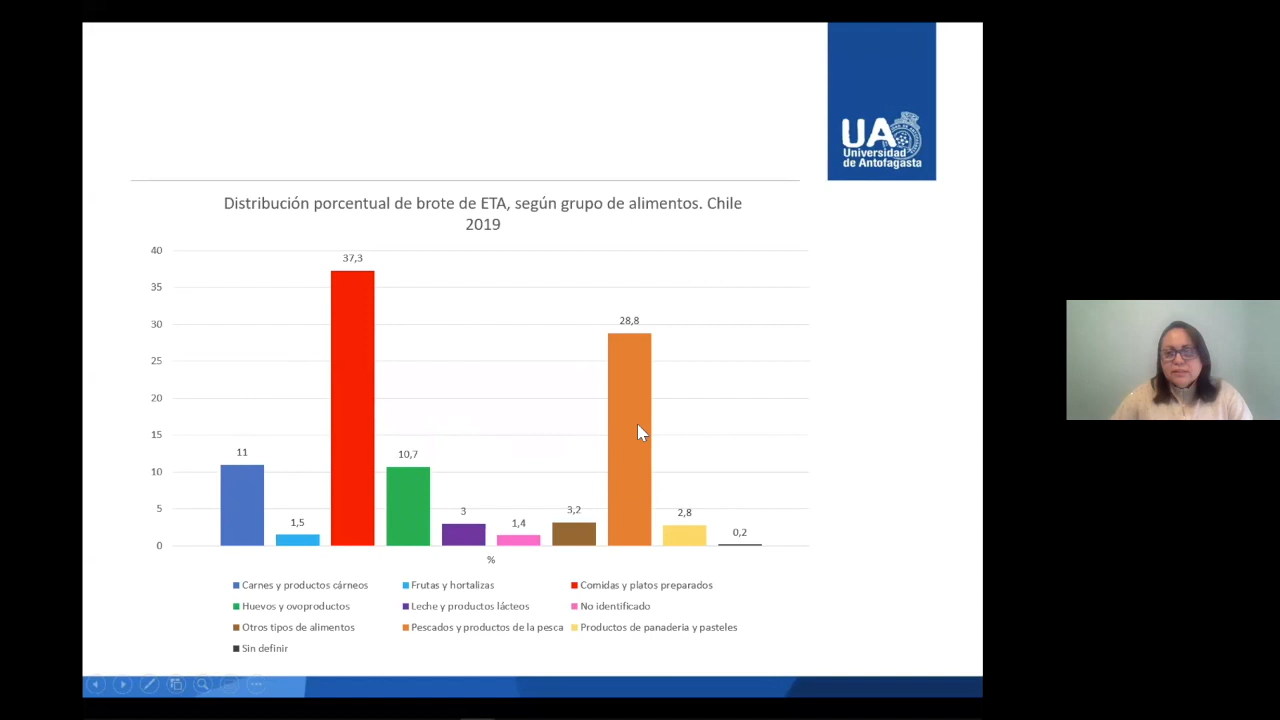 UA
Universidad
de Antofagasta
Distribución porcentual de brote de ETA, según grupo de alimentos. Chile
2019
40
35
30
25
20
15
10
5
0
11
1,5
37,3
10,7
3
1,4
3,2
28,8
2,8
0,2
%
Carnes y productos cárneos
Frutas y hortalizas
Comidas y platos preparados
Huevos y ovoproductos
Leche y productos lácteos
No identificado
Otros tipos de alimentos
Pescados y productos de la pesca
Productos de panaderia y pasteles
Sin definir